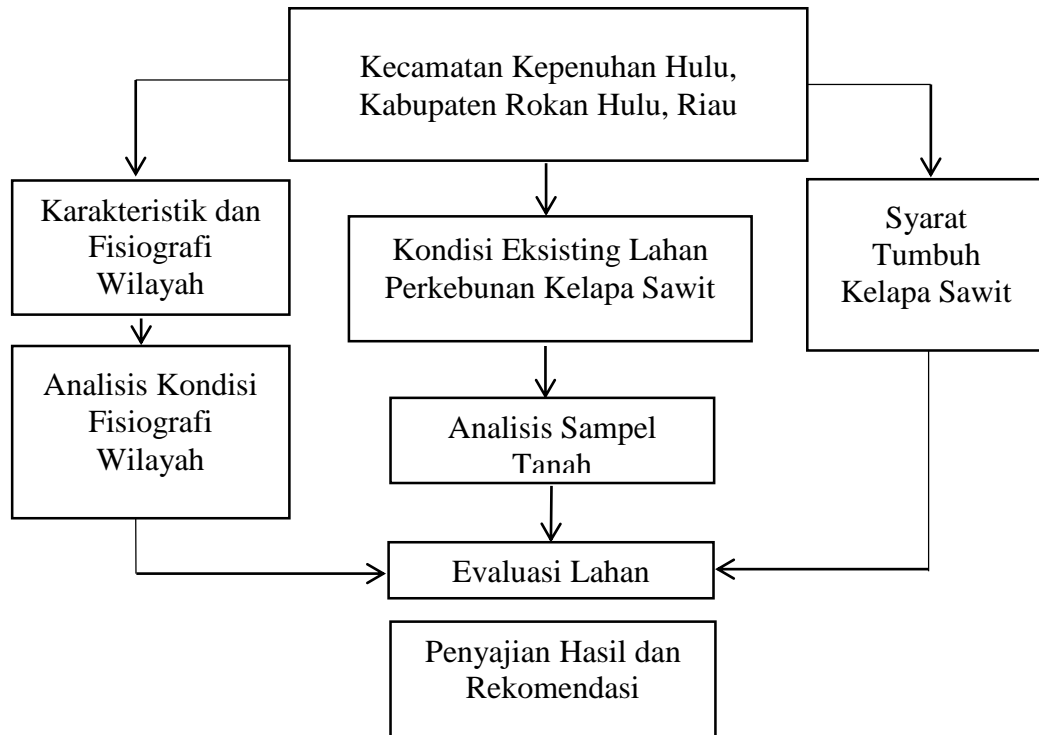 Kecamatan Kepenuhan Hulu,
Kabupaten Rokan Hulu, Riau
Karakteristik dan
Fisiografi
Wilayah
Kondisi Eksisting Lahan
Perkebunan Kelapa Sawit
Syarat
Tumbuh
Kelapa Sawit
Analisis Kondisi
Fisiografi
Wilayah
Analisis Sampel
Tanah
Evaluasi Lahan
Penyajian Hasil dan
Rekomendasi